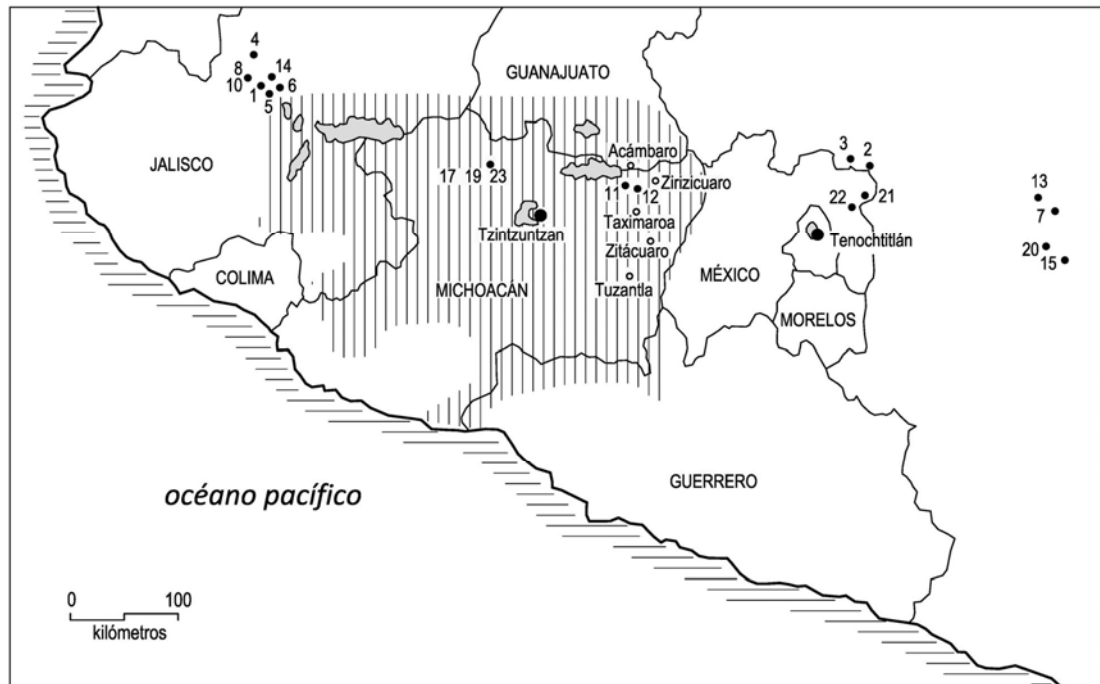 4
8
14
10
1
6
5
GUANAJUATO
JALISCO
3
2
Acámbaro
17 19 23
11
12
Zirizicuaro
13
7
22
21
Taximaroa
Tzintzuntzan
Tenochtitlán
Zitácuaro
20
15
COLIMA
MICHOACÁN
Tuzantla
MÉXICO
MORELOS
GUERRERO
océano pacífico
0 100
kilómetros